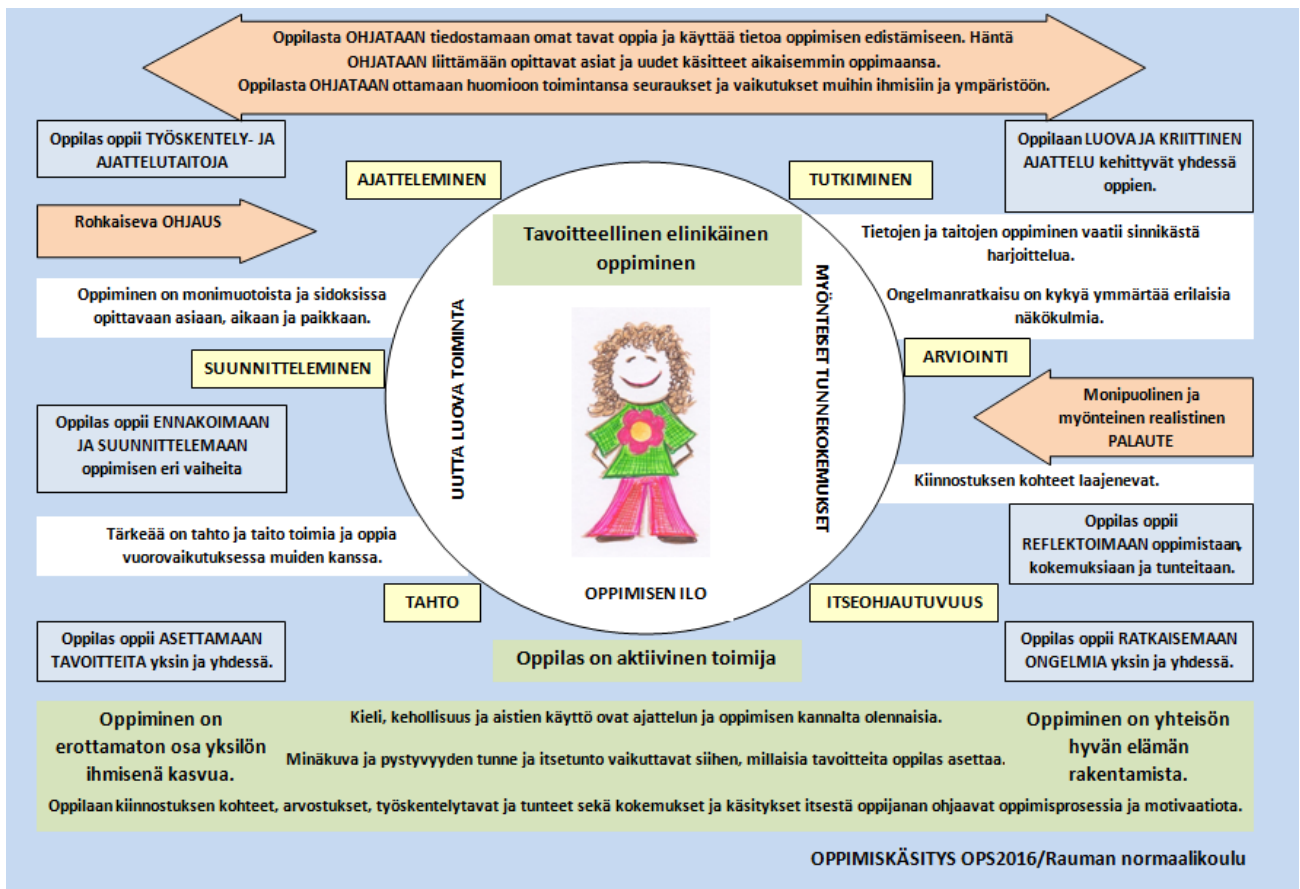 Oppilasta OHJATAAN tiedostamaan omat tavat oppia ja käyttää tietoa oppimisen edistämiseen. Häntä
OHJATAAN liittämään opittavat asiat ja uudet käsitteet aikaisemmin oppimaansa.
Oppilasta OHJATAAN ottamaan huomioon toimintansa seuraukset ja vaikutukset muihin ihmisiin ja ympäristöön.
Oppilas oppii TYÖSKENTELY- JA
AJATTELUTAITOJA
Oppilaan LUOVA JA KRIITTINEN
AJATTELU kehittyvät yhdessä
oppien.
AJATTELEMINEN
TUTKIMINEN
Rohkaiseva OHJAUS
Tavoitteellinen elinikäinen
oppiminen
Tietojen ja taitojen oppiminen vaatii sinnikästä
harjoittelua.
Ongelmanratkaisu on kykyä ymmärtää erilaisia
näkökulmia.
Oppiminen on monimuotoista ja sidoksissa
opittavaan asiaan, aikaan ja paikkaan.
UUTTA LUOVA TOIMINTA
MYÖNTEISET TUNNEKOKEMUKSET
SUUNNITTELEMINEN
ARVIOINTI
Oppilas oppii ENNAKOIMAAN
JA SUUNNITTELEMAAN
oppimisen eri vaiheita
Monipuolinen ja
myönteinen realistinen
PALAUTE
Kiinnostuksen kohteet laajenevat.
Tärkeää on tahto ja taito toimia ja oppia
vuorovaikutuksessa muiden kanssa.
Oppilas oppii
REFLEKTOIMAAN oppimistaan,
kokemuksiaan ja tunteitaan.
TAHTO
OPPIMISEN ILO
ITSEOHJAUTUVUUS
Oppilas oppii ASETTAMAAN
TAVOITTEITA yksin ja yhdessä.
Oppilas on aktiivinen toimija
Oppilas oppii RATKAISEMAAN
ONGELMIA yksin ja yhdessä.
Oppiminen on
erottamaton osa yksilön
ihmisenä kasvua.
Kieli, kehollisuus ja aistien käyttö ovat ajattelun ja oppimisen kannalta olennaisia.
Minäkuva ja pystyvyyden tunne ja itsetunto vaikuttavat siihen, millaisia tavoitteita oppilas asettaa.
Oppiminen on yhteisön
hyvän elämän
rakentamista.
Oppilaan kiinnostuksen kohteet, arvostukset, työskentelytavat ja tunteet sekä kokemukset ja käsitykset itsestä oppijanan ohjaavat oppimisprosessia ja motivaatiota.
OPPIMISKÄSITYS OPS2016/Rauman normaalikoulu